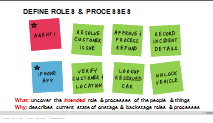 DEFINE ROLES & PROCESSES
AGENT 1
RESOLVE
CUSTOMER
ISSUE
APPROVE &
PROCESS
REFUND
RECORD
INCIDENT
DETAILS
iPHONE
APP
VERIFY
CUSTOMER
LOCATION
LOOKUP
RESERVED
CAR
UNLOCK
VEHICLE
What: uncover the intended role & processes of the people & things
Why: describes current state of onstage & backstage roles & processes